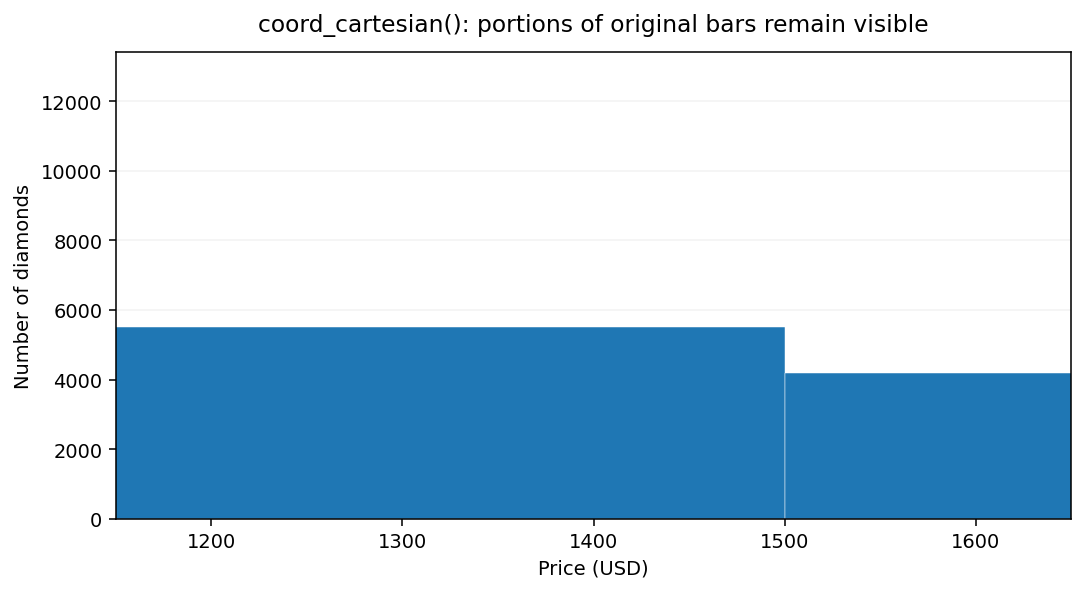 coord_cartesian(): portions of original bars remain visible
12000
10000
8000
6000
4000
2000
0
Number of diamonds
1200 1300 1400 1500 1600
Price (USD)